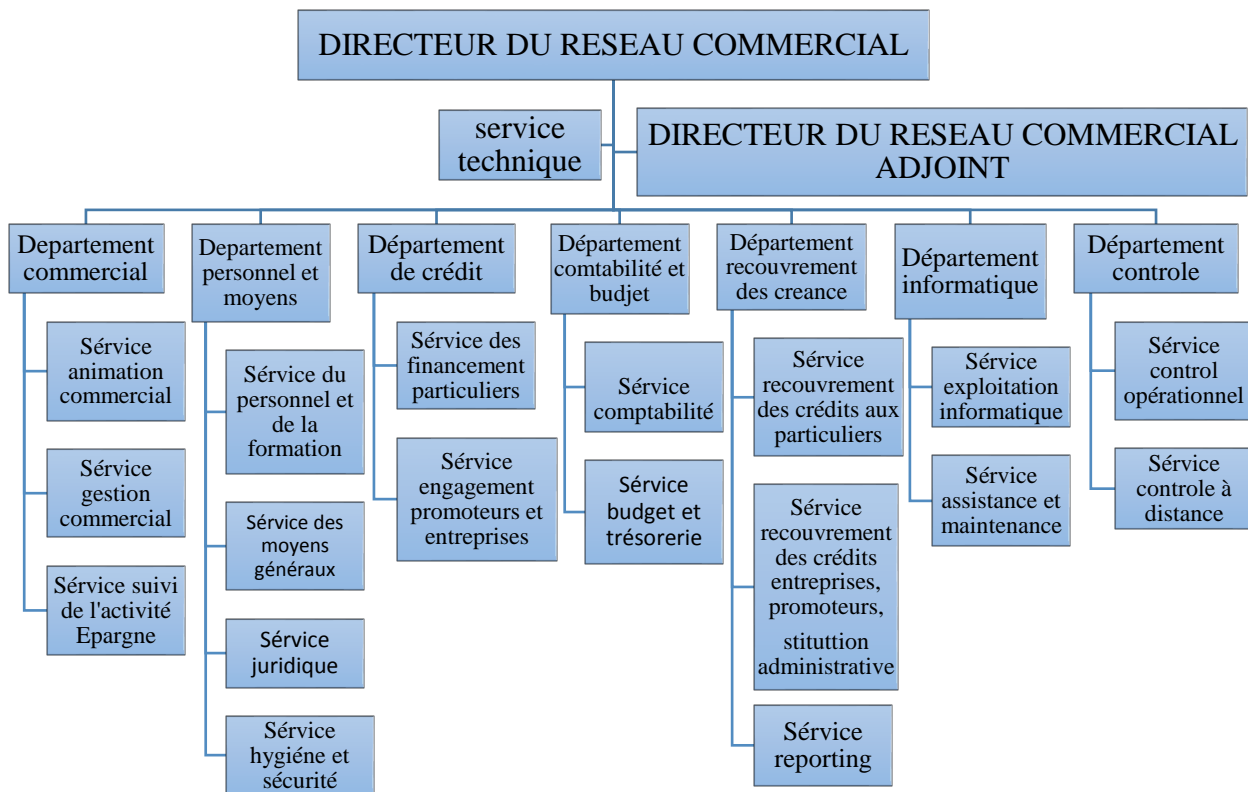 DIRECTEUR DU RESEAU COMMERCIAL
service
technique
DIRECTEUR DU RESEAU COMMERCIAL
ADJOINT
Departement
commercial
Sérvice
animation
commercial
Sérvice
gestion
commercial
Sérvice suivi
de l'activité
Epargne
Departement
personnel et
moyens
Sérvice du
personnel et
de la
formation
Sérvice des
moyens
généraux
Sérvice
juridique
Sérvice
hygiéne et
sécurité
Département
de crédit
Sérvice des
financement
particuliers
Sérvice
engagement
promoteurs et
entreprises
Département
comtabilité et
budjet
Sérvice
comptabilité
Sérvice
budget et
trésorerie
Département
recouvrement
des creance
Sérvice
recouvrement
des crédits aux
particuliers
Sérvice
recouvrement
des crédits
entreprises,
promoteurs,
stituttion
administrative
Sérvice
reporting
Département
informatique
Sérvice
exploitation
informatique
Sérvice
assistance et
maintenance
Département
controle
Sérvice
control
opérationnel
Sérvice
controle à
distance